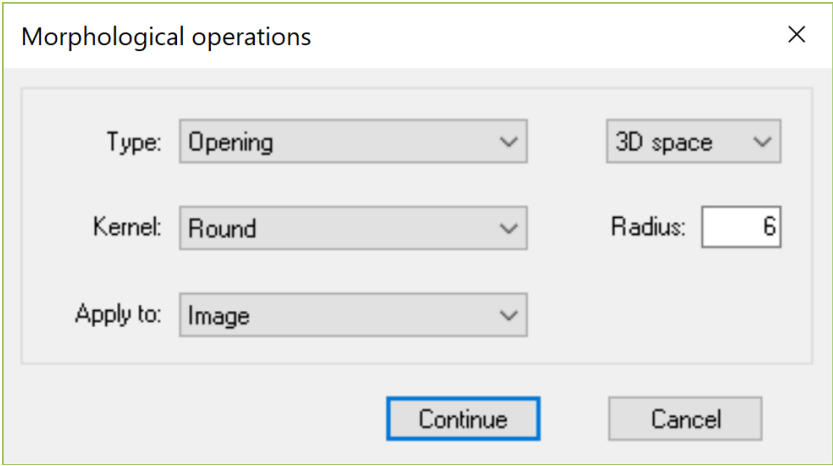 Morphological operations
Type: Opening 3D space
Kernel: Round Radius: 6
Apply to: Image
Continue Cancel